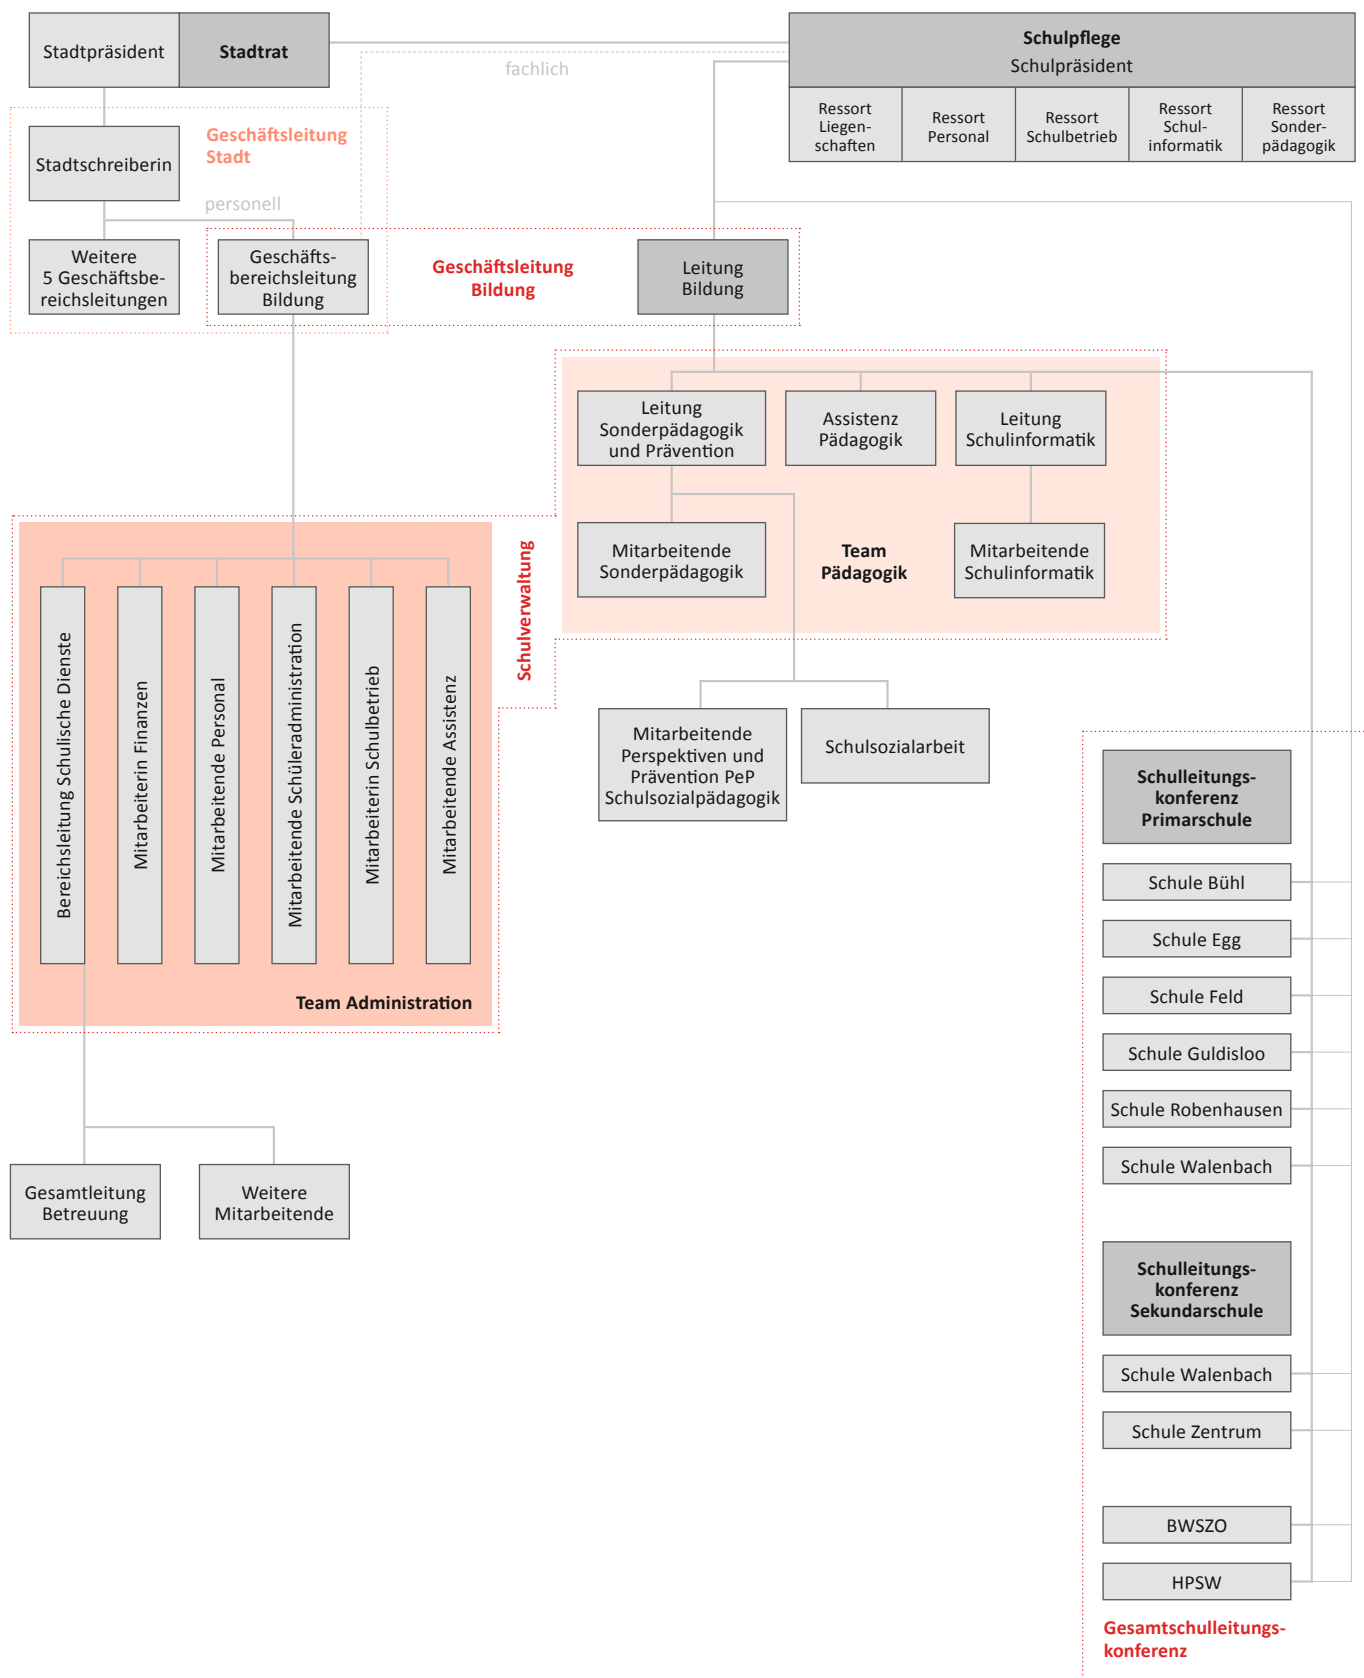 Stadtpräsident
Stadtrat
fachlich
Schulpflege
Schulpräsident
Ressort
Liegen-
schaften
Ressort
Personal
Ressort
Schulbetrieb
Ressort
Schul-
informatik
Ressort
Sonder-
pädagogik
Geschäftsleitung
Stadt
Stadtschreiberin
personell
Weitere
5 Geschäftsbe-
reichsleitungen
Geschäfts-
bereichsleitung
Bildung
Geschäftsleitung
Bildung
Leitung
Bildung
Leitung
Sonderpädagogik
und Prävention
Assistenz
Pädagogik
Leitung
Schulinformatik
Mitarbeitende
Sonderpädagogik
Team
Pädagogik
Mitarbeitende
Schulinformatik
Schulverwaltung
Bereichsleitung Schulische Dienste
Mitarbeiterin Finanzen
Mitarbeitende Personal
Mitarbeitende Schüleradministration
Mitarbeiterin Schulbetrieb
Mitarbeitende Assistenz
Team Administration
Mitarbeitende
Perspektiven und
Prävention PeP
Schulsozialpädagogik
Schulsozialarbeit
Gesamtleitung
Betreuung
Weitere
Mitarbeitende
Schulleitungs-
konferenz
Primarschule
Schule Bühl
Schule Egg
Schule Feld
Schule Guldisloo
Schule Robenhausen
Schule Walenbach
Schulleitungs-
konferenz
Sekundarschule
Schule Walenbach
Schule Zentrum
BWSZO
HPSW
Gesamtschulleitungs-
konferenz